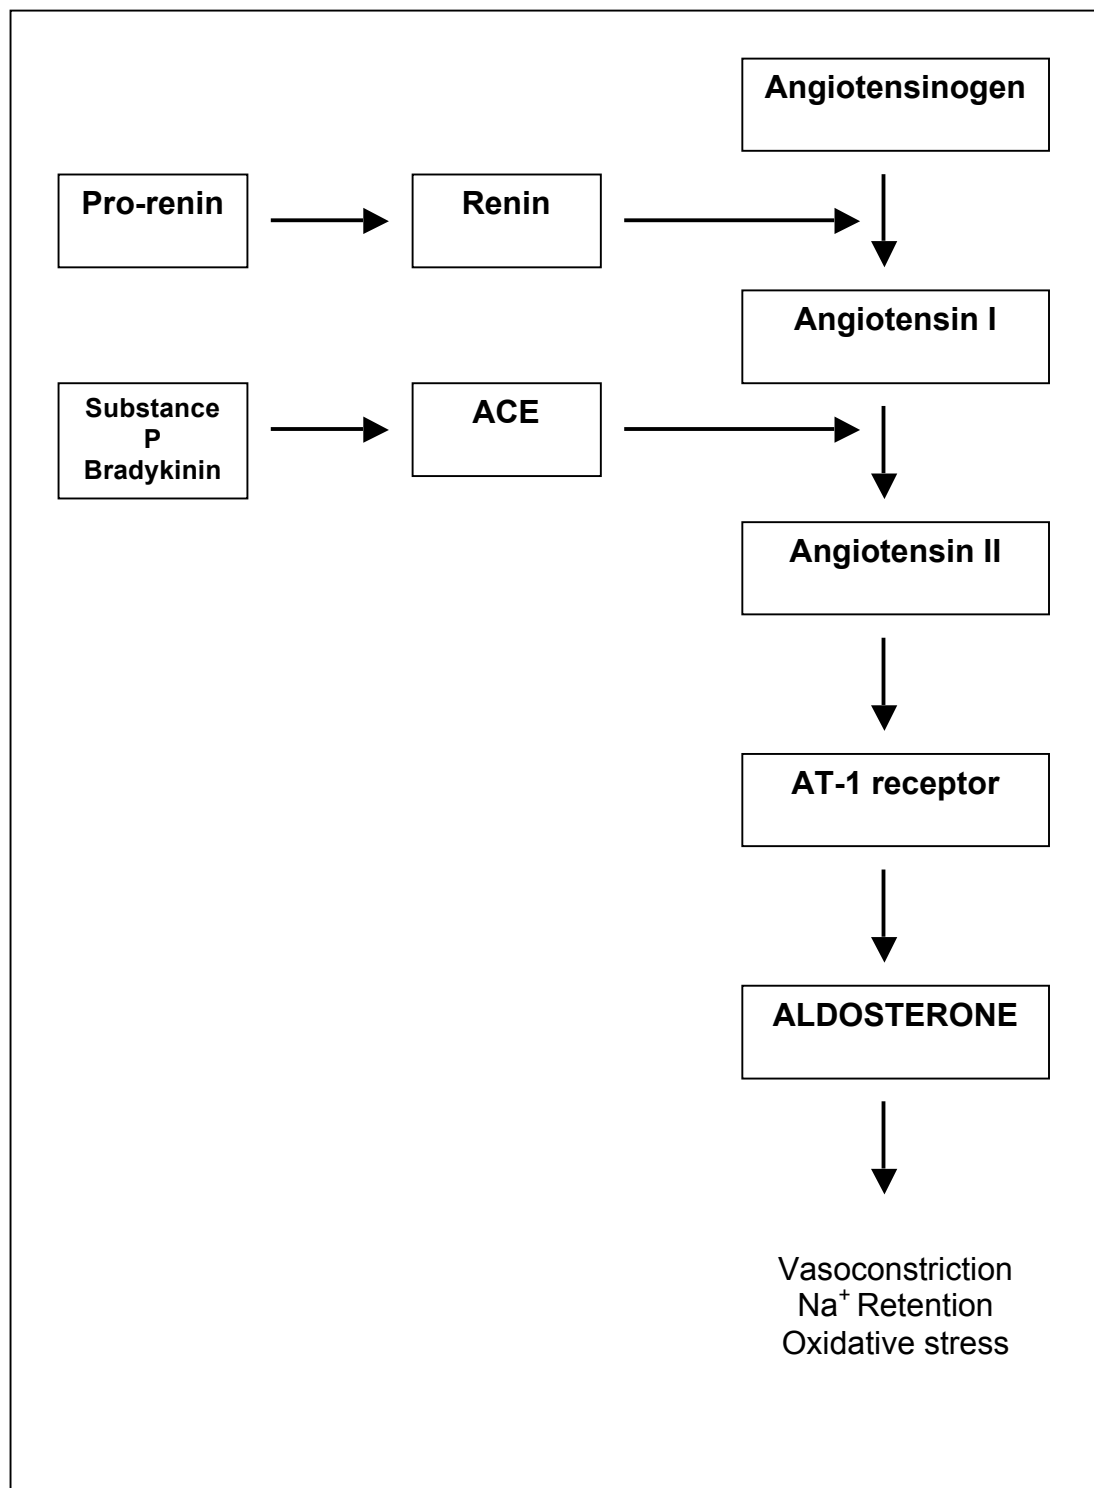 Angiotensinogen
Pro-renin
Renin
Angiotensin I
Substance
P
Bradykinin
ACE
Angiotensin II
AT-1 receptor
ALDOSTERONE
Vasoconstriction
Na⁺ Retention
Oxidative stress